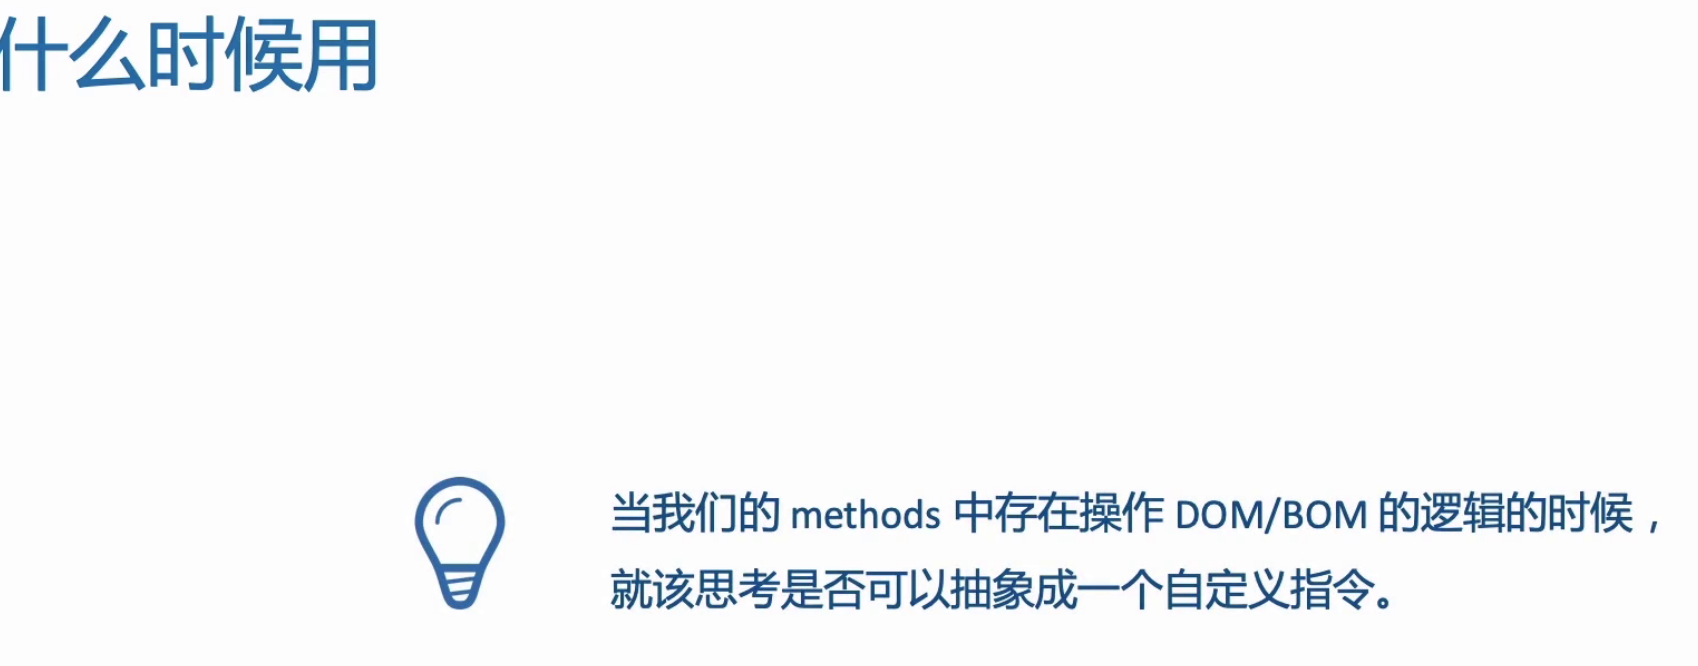 什么时候用
当我们的 methods 中存在操作 DOM/BOM 的逻辑的时候，
就该思考是否可以抽象成一个自定义指令。